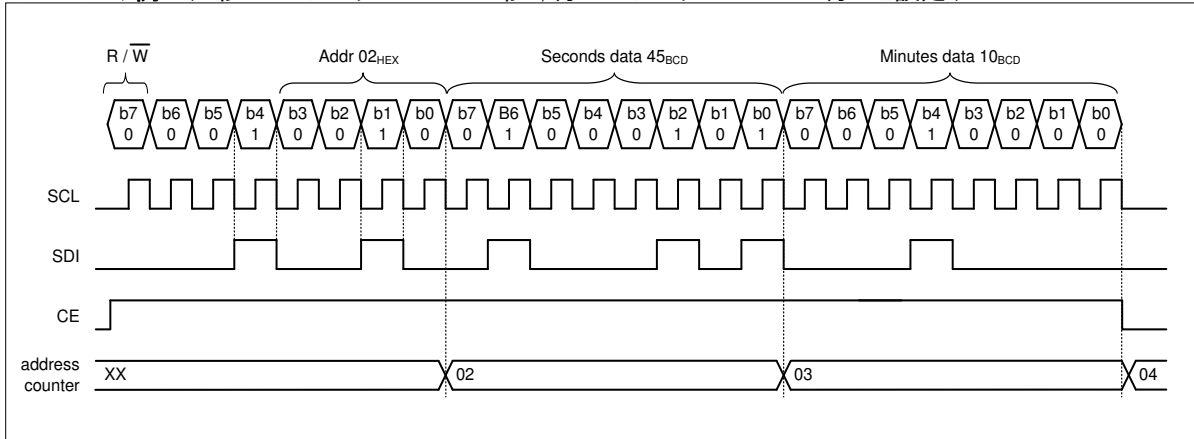 R / W Addr 02HEX Seconds data 45BCD Minutes data 10BCD
b7 b6 b5 b4 b3 b2 b1 b0 b7 B6 b5 b4 b3 b2 b1 b0 b7 b6 b5 b4 b3 b2 b1 b0
0 0 0 1 0 0 1 0 0 1 0 0 0 1 0 1 0 0 0 1 0 0 0 0
SCL
SDI
CE
address
counter
XX 02 03 04